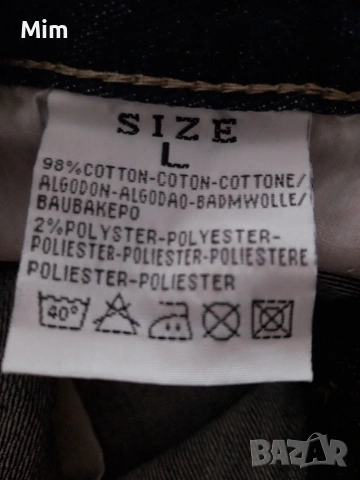 Mim
SIZE
L
98%COTTON-COTON-COTTONE/
ALGODON-ALGODAO-BADMWOLLE/
BAUBAKEPO
2%POLYSTER-POLYESTER-
POLIESTER-POLIESTER-POLIESTERE
POLIESTER-POLIESTER
40°
BAZAR